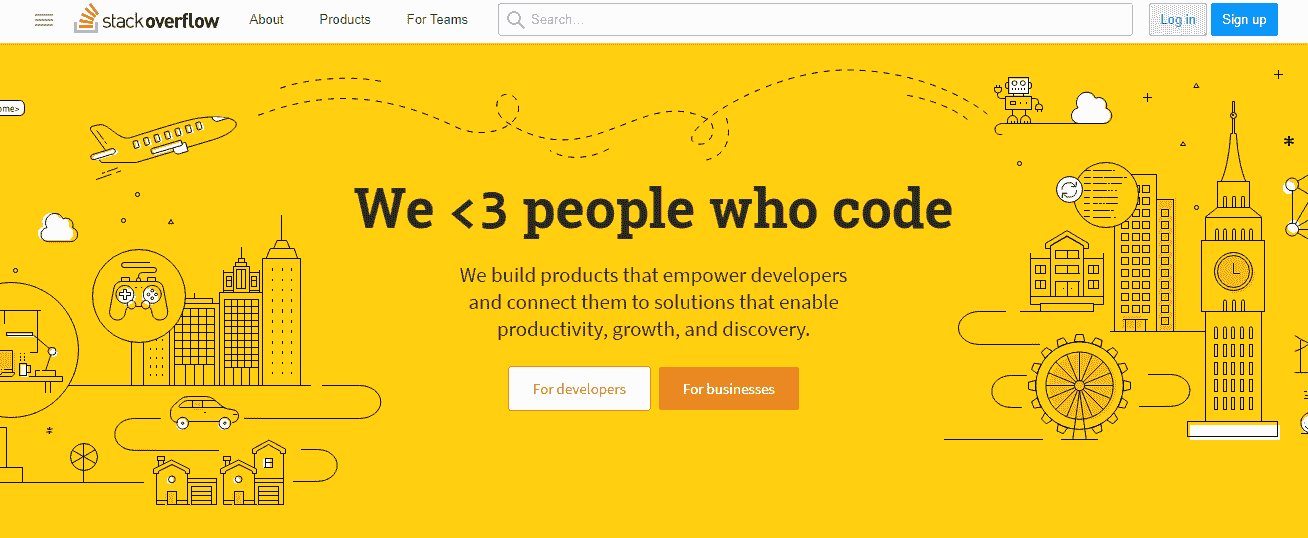 stackoverflow About Products For Teams Search... Log in Sign up
We <3 people who code
We build products that empower developers
and connect them to solutions that enable
productivity, growth, and discovery.
For developers For businesses